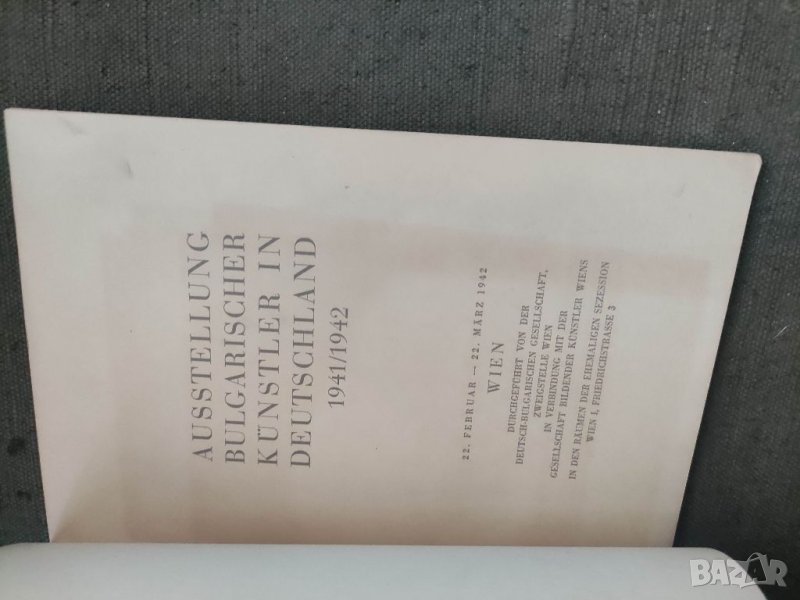 AUSSTELLUNG
BULGARISCHER
KÜNSTLER IN
DEUTSCHLAND
1941/1942
22. FEBRUAR — 22. MÄRZ 1942
WIEN
DURCHGEFÜHRT VON DER
DEUTSCH-BULGARISCHEN GESELLSCHAFT,
ZWEIGSTELLE WIEN
IN VERBINDUNG MIT DER
GESELLSCHAFT BILDENDER KÜNSTLER WIENS
IN DEN RÄUMEN DER EHEMALIGEN SEZESSION
WIEN I, FRIEDRICHSTRASSE 3
BAZAR